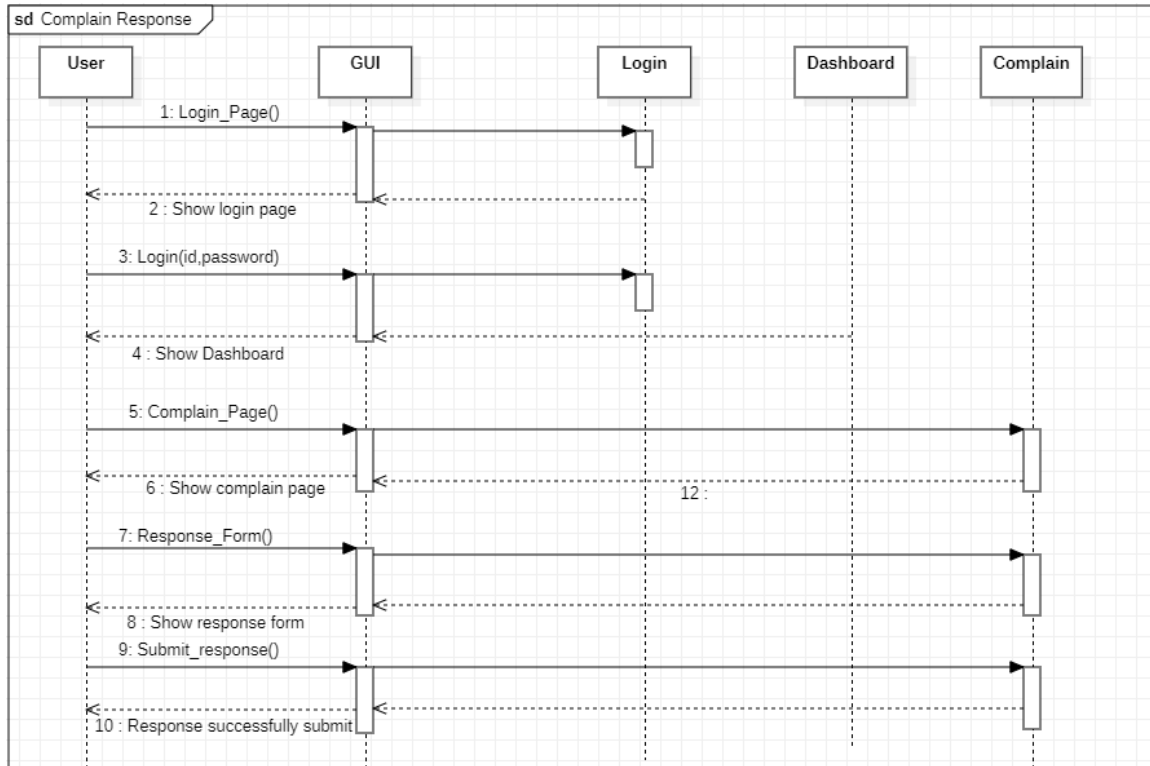 sd Complain Response
User
GUI
Login
Dashboard
Complain
1: Login_Page()
2 : Show login page
3: Login(id,password)
4 : Show Dashboard
5: Complain_Page()
6 : Show complain page
12 :
7: Response_Form()
8 : Show response form
9: Submit_response()
10 : Response successfully submit